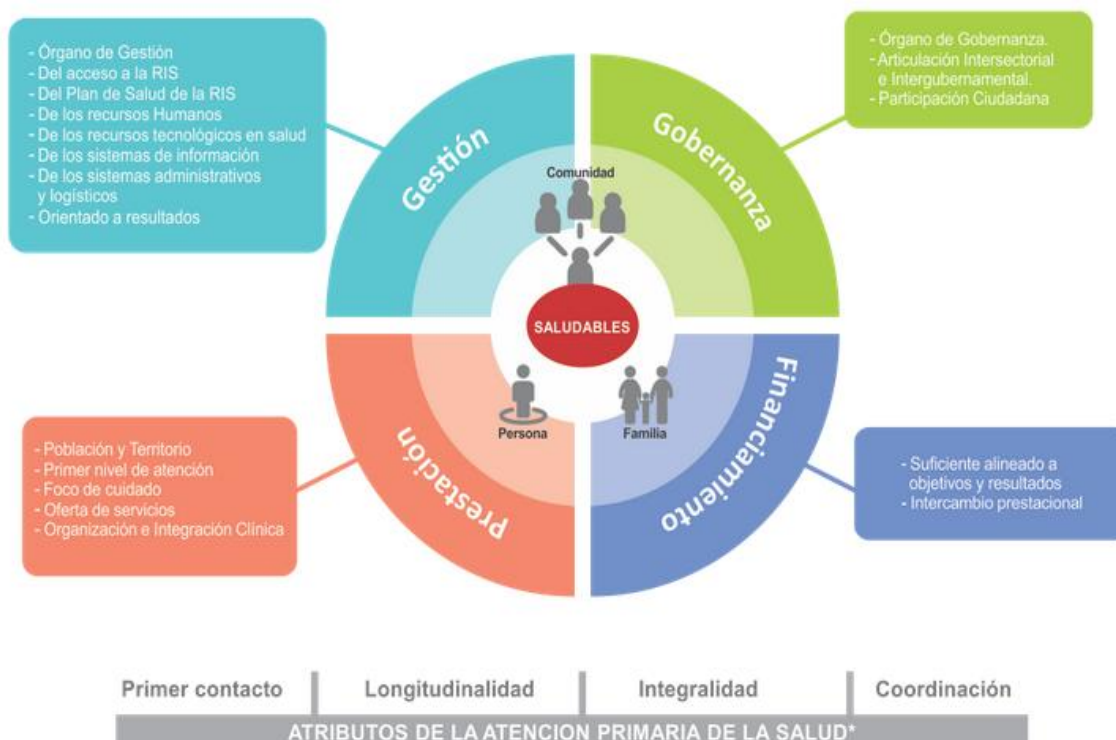 - Órgano de Gestión
- Del acceso a la RIS
- Del Plan de Salud de la RIS
- De los recursos Humanos
- De los recursos tecnológicos en salud
- De los sistemas de información
- De los sistemas administrativos
y logísticos
- Orientado a resultados
- Órgano de Gobernanza.
- Articulación Intersectorial
e Intergubernamental.
- Participación Ciudadana
Gestión
Gobernanza
Comunidad
SALUDABLES
Persona
Familia
Prestación
Financiamiento
- Población y Territorio
- Primer nivel de atención
- Foco de cuidado
- Oferta de servicios
- Organización e Integración Clínica
- Suficiente alineado a
objetivos y resultados
- Intercambio prestacional
Primer contacto
Longitudinalidad
Integralidad
Coordinación
ATRIBUTOS DE LA ATENCION PRIMARIA DE LA SALUD*